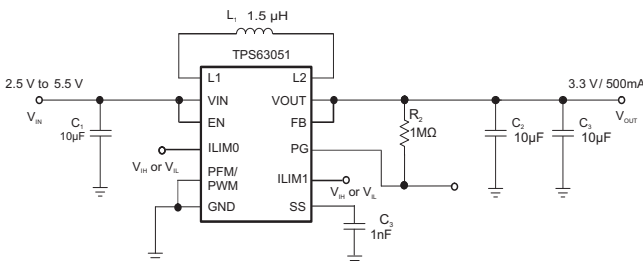 L1 1.5 µH
TPS63051
L1
L2
2.5 V to 5.5 V
3.3 V / 500mA
VIN
VOUT
VIN
C1
10µF
EN
FB
R2
1MΩ
C2
10µF
C3
10µF
VOUT
ILIM0
PG
VIH or VIL
PFM/
PWM
ILIM1
VIH or VIL
GND
SS
C3
1nF